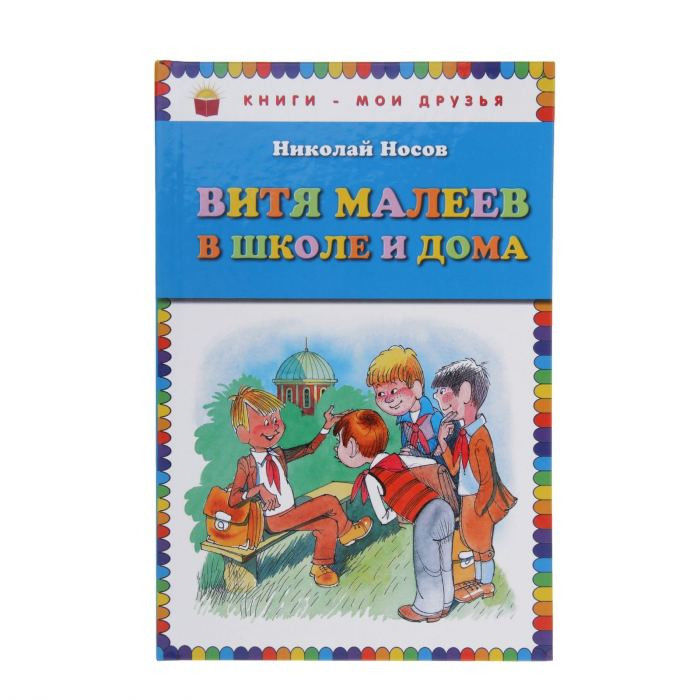 КНИГИ - МОИ ДРУЗЬЯ
Николай Носов
ВИТЯ МАЛЕЕВ
В ШКОЛЕ И ДОМА